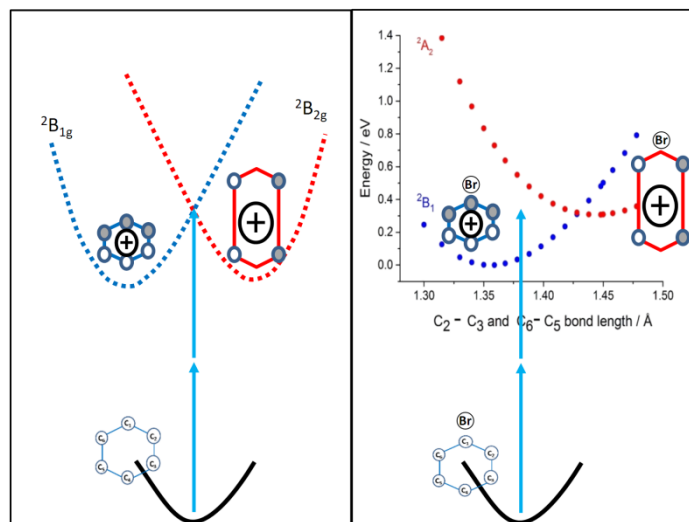 ²B₁g
²B₂g
+
+
C₁
C₂
C₃
C₄
C₅
C₆
Energy / eV
1.4
1.2
1.0
0.8
0.6
0.4
0.2
0.0
²A₂
²B₁
Br
Br
+
+
1.30
1.35
1.40
1.45
1.50
C₂ – C₃ and C₆– C₅ bond length / Å
Br
C₁